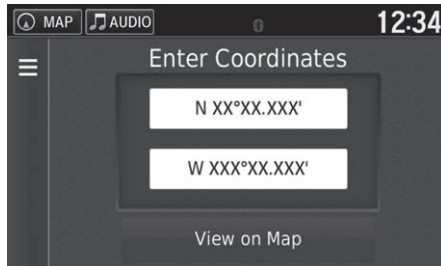 MAP AUDIO 12:34
Enter Coordinates
N XX°XX.XXX'
W XXX°XX.XXX'
View on Map